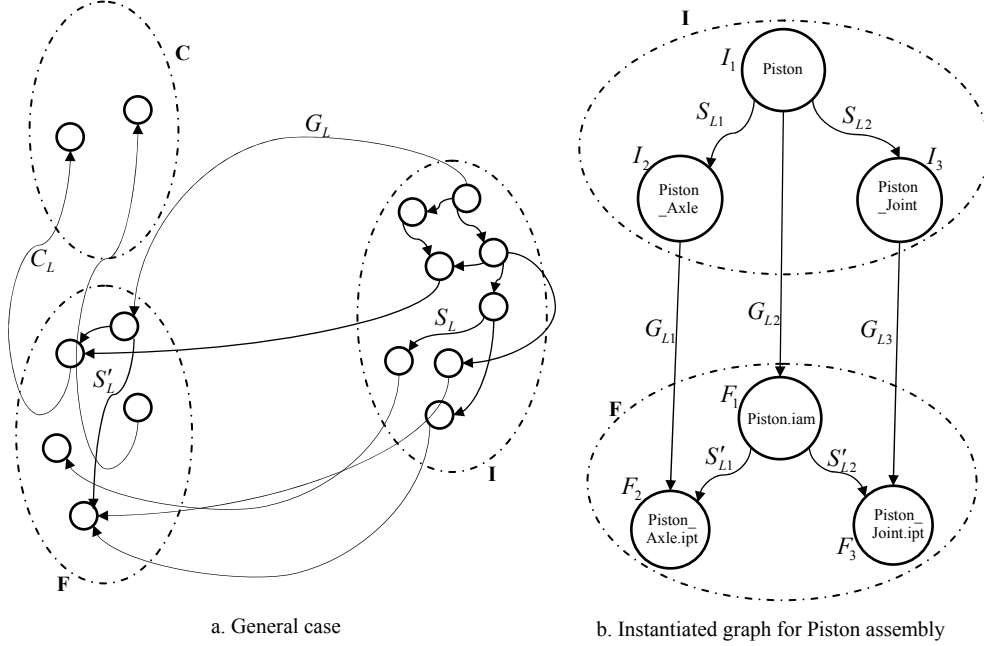 C
G_L
C_L
S_L
S′_L
I
F
a. General case
I
I_1
Piston
S_L1
S_L2
I_2
I_3
Piston
_Axle
Piston
_Joint
G_L1
G_L2
G_L3
F
F_1
Piston.iam
S′_L1
S′_L2
F_2
Piston_
Axle.ipt
Piston_
Joint.ipt
F_3
b. Instantiated graph for Piston assembly